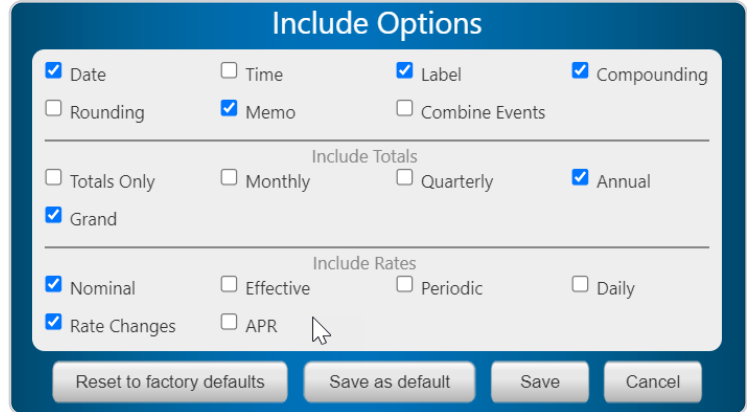 Include Options
Date Time Label Compounding
Rounding Memo Combine Events
Include Totals
Totals Only Monthly Quarterly Annual
Grand
Include Rates
Nominal Effective Periodic Daily
Rate Changes APR
Reset to factory defaults Save as default Save Cancel